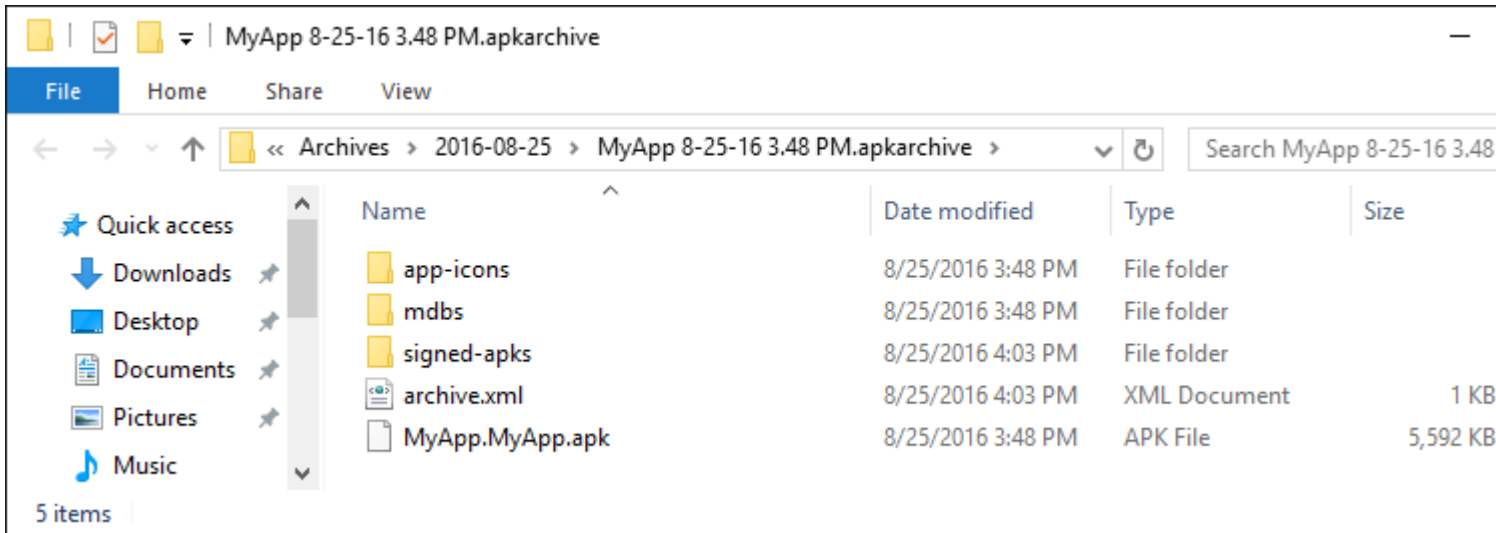 MyApp 8-25-16 3.48 PM.apkarchive
File Home Share View
« Archives > 2016-08-25 > MyApp 8-25-16 3.48 PM.apkarchive > Search MyApp 8-25-16 3.48
Name Date modified Type Size
Quick access
Downloads
Desktop
Documents
Pictures
Music
app-icons 8/25/2016 3:48 PM File folder
mdbs 8/25/2016 3:48 PM File folder
signed-apks 8/25/2016 4:03 PM File folder
archive.xml 8/25/2016 4:03 PM XML Document 1 KB
MyApp.MyApp.apk 8/25/2016 3:48 PM APK File 5,592 KB
5 items